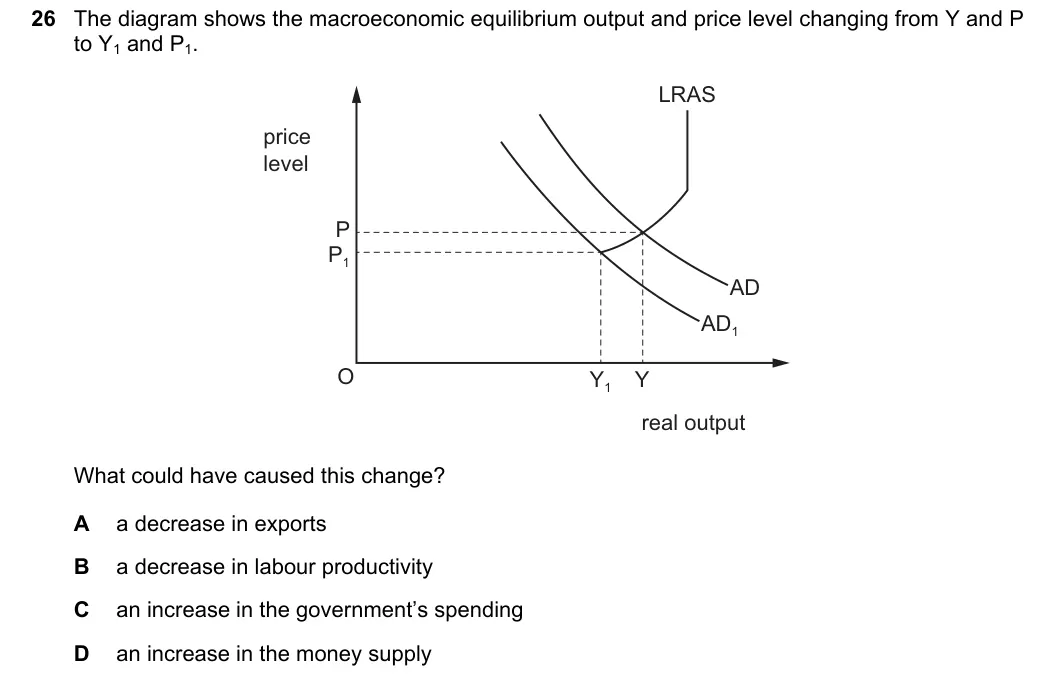 26 The diagram shows the macroeconomic equilibrium output and price level changing from Y and P
to Y₁ and P₁.
LRAS
price
level
P
P₁
AD
AD₁
O
Y₁ Y
real output
What could have caused this change?
A a decrease in exports
B a decrease in labour productivity
C an increase in the government’s spending
D an increase in the money supply